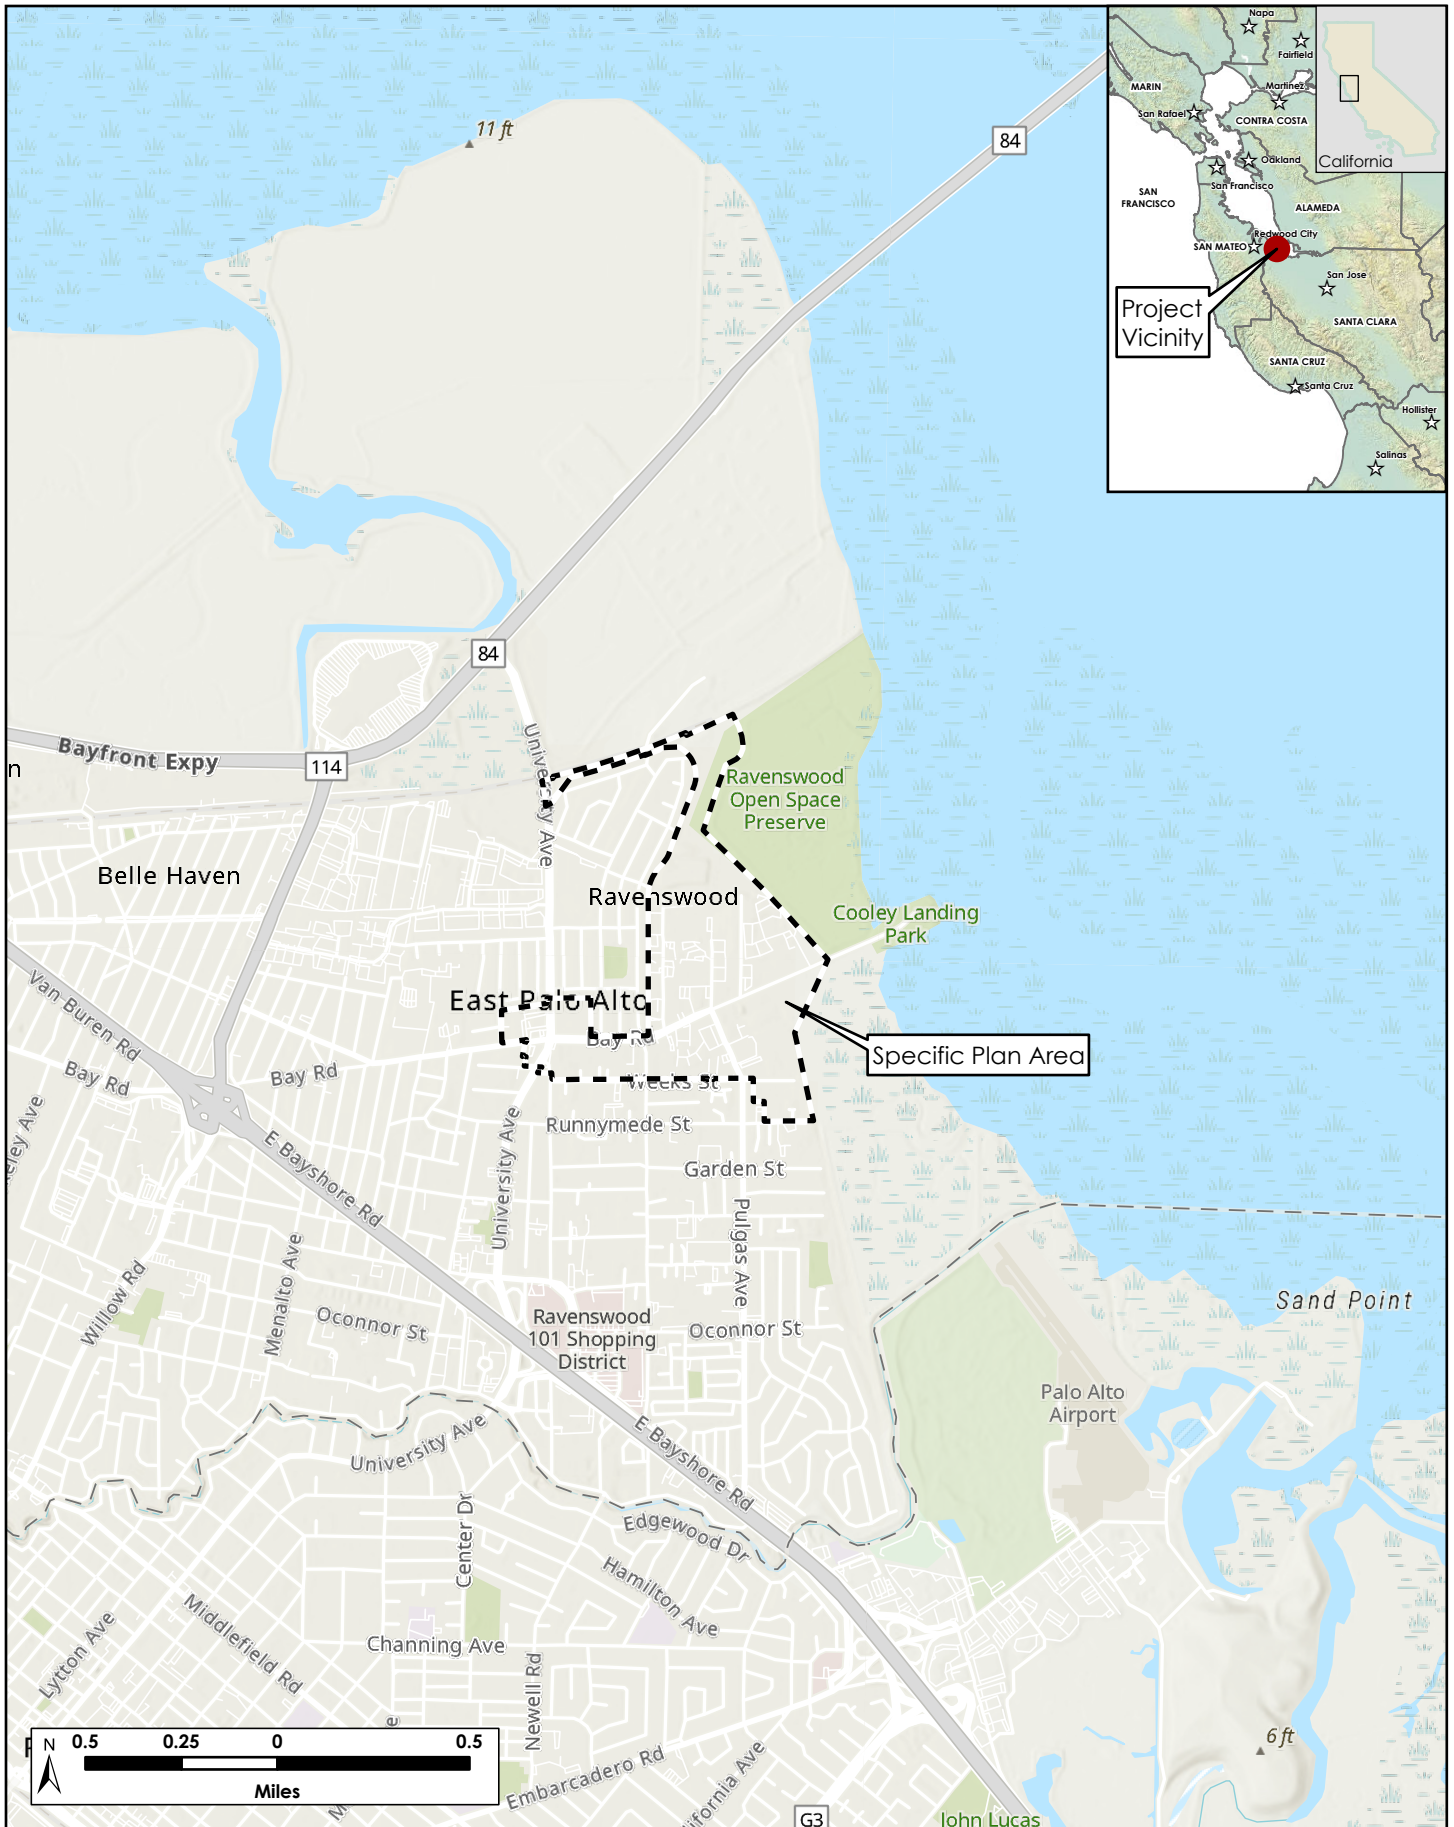 11 ft
84
84
114
Bayfront Expy
n
University Ave
Ravenswood
Open Space
Preserve
Belle Haven
Ravenswood
Cooley Landing
Park
East Palo Alto
Bay Rd
Specific Plan Area
Van Buren Rd
Bay Rd
Bay Rd
Weeks St
Runnymede St
Garden St
University Ave
E Bayshore Rd
Pulgas Ave
Willow Rd
Menalto Ave
Oconnor St
Ravenswood
101 Shopping
District
Oconnor St
Sand Point
Palo Alto
Airport
University Ave
E Bayshore Rd
Center Dr
Edgewood Dr
Hamilton Ave
Middlefield Rd
Lytton Ave
Channing Ave
Newell Rd
Embarcadero Rd
G3
John Lucas
6 ft
N
0.5
0.25
0
0.5
Miles
Napa
Fairfield
MARIN
Martinez
San Rafael
CONTRA COSTA
Oakland
San Francisco
SAN
FRANCISCO
ALAMEDA
Redwood City
SAN MATEO
San Jose
Project
Vicinity
SANTA CLARA
SANTA CRUZ
Santa Cruz
Hollister
Salinas
California